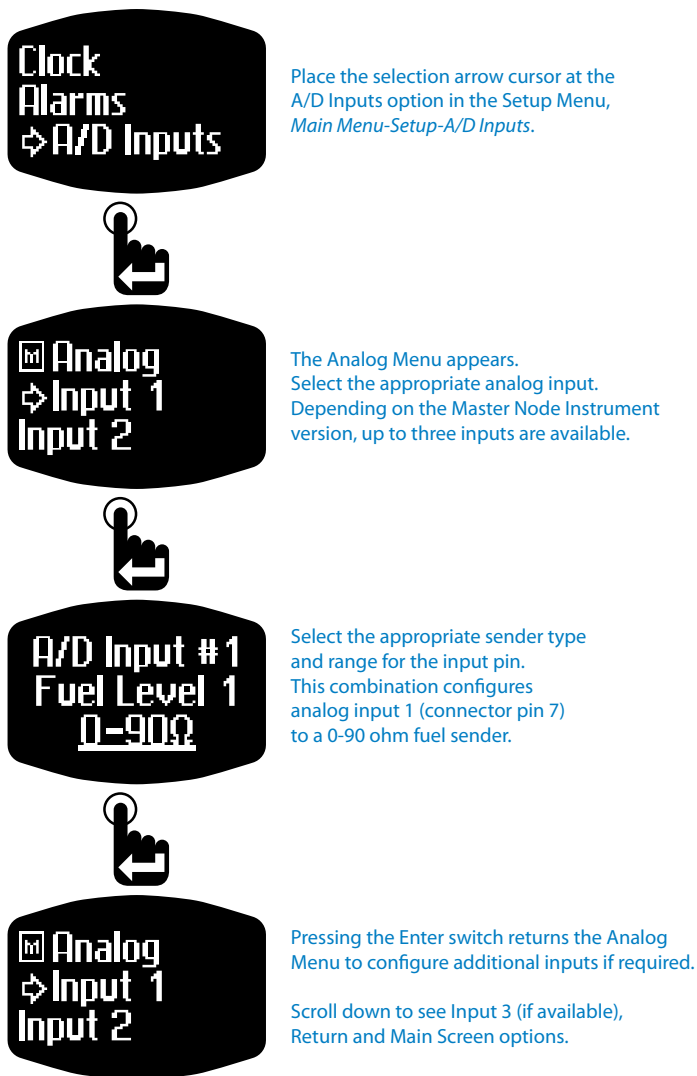 Clock
Alarms
⇨A/D Inputs
Place the selection arrow cursor at the
A/D Inputs option in the Setup Menu,
Main Menu-Setup-A/D Inputs.
M Analog
⇨Input 1
Input 2
The Analog Menu appears.
Select the appropriate analog input.
Depending on the Master Node Instrument
version, up to three inputs are available.
A/D Input #1
Fuel Level 1
0-90Ω
Select the appropriate sender type
and range for the input pin.
This combination configures
analog input 1 (connector pin 7)
to a 0-90 ohm fuel sender.
M Analog
⇨Input 1
Input 2
Pressing the Enter switch returns the Analog
Menu to configure additional inputs if required.
Scroll down to see Input 3 (if available),
Return and Main Screen options.